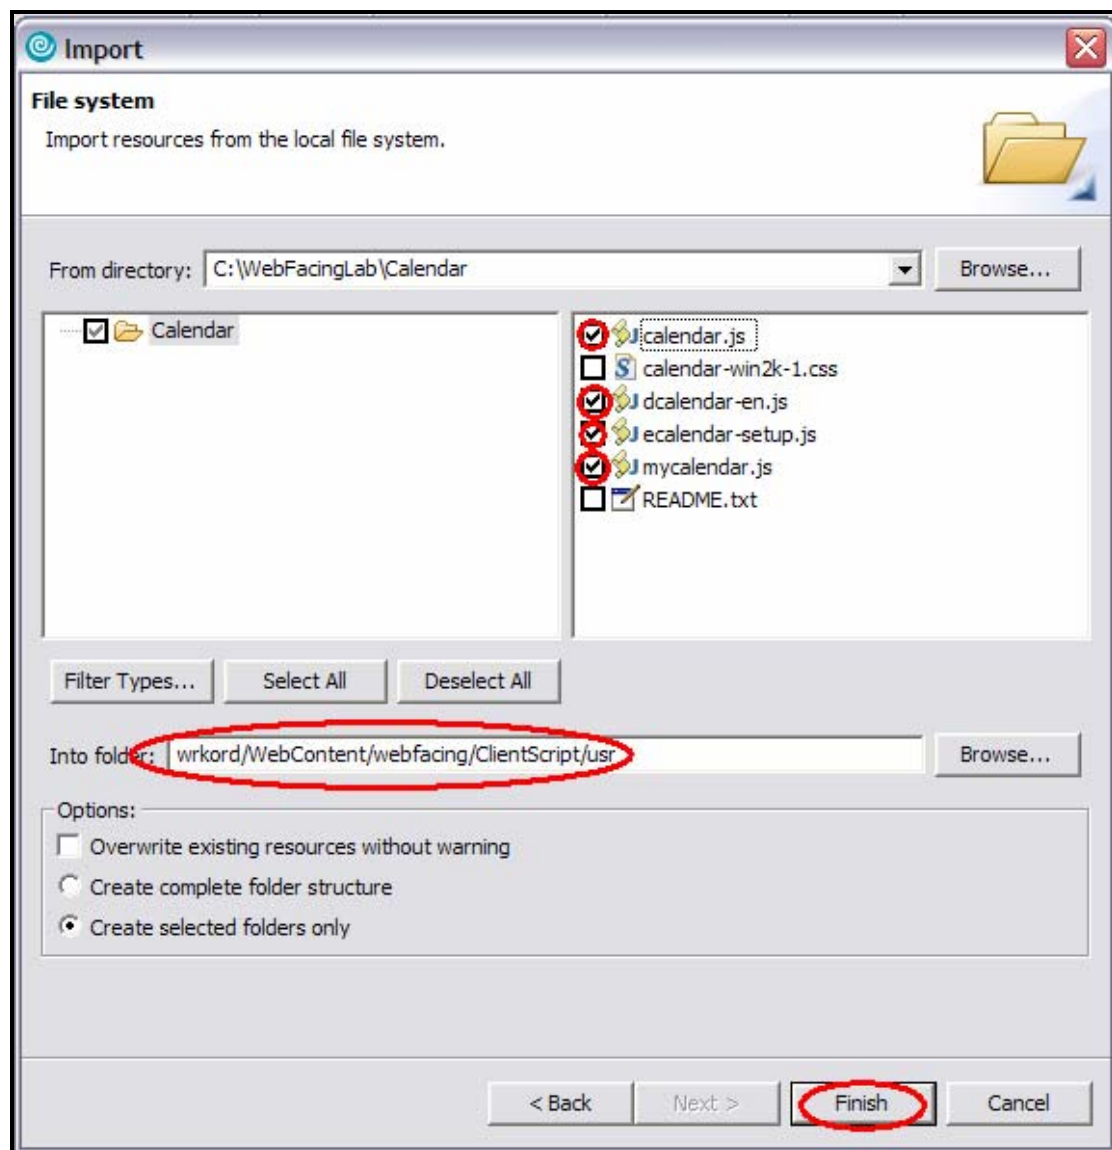 Import
File system
Import resources from the local file system.
From directory: C:\WebFacingLab\Calendar Browse...
Calendar
calendar.js
calendar-win2k-1.css
dcalendar-en.js
ecalendar-setup.js
mycalendar.js
README.txt
Filter Types... Select All Deselect All
Into folder: wrkord/WebContent/webfacing/ClientScript/usr Browse...
Options:
Overwrite existing resources without warning
Create complete folder structure
Create selected folders only
< Back Next > Finish Cancel